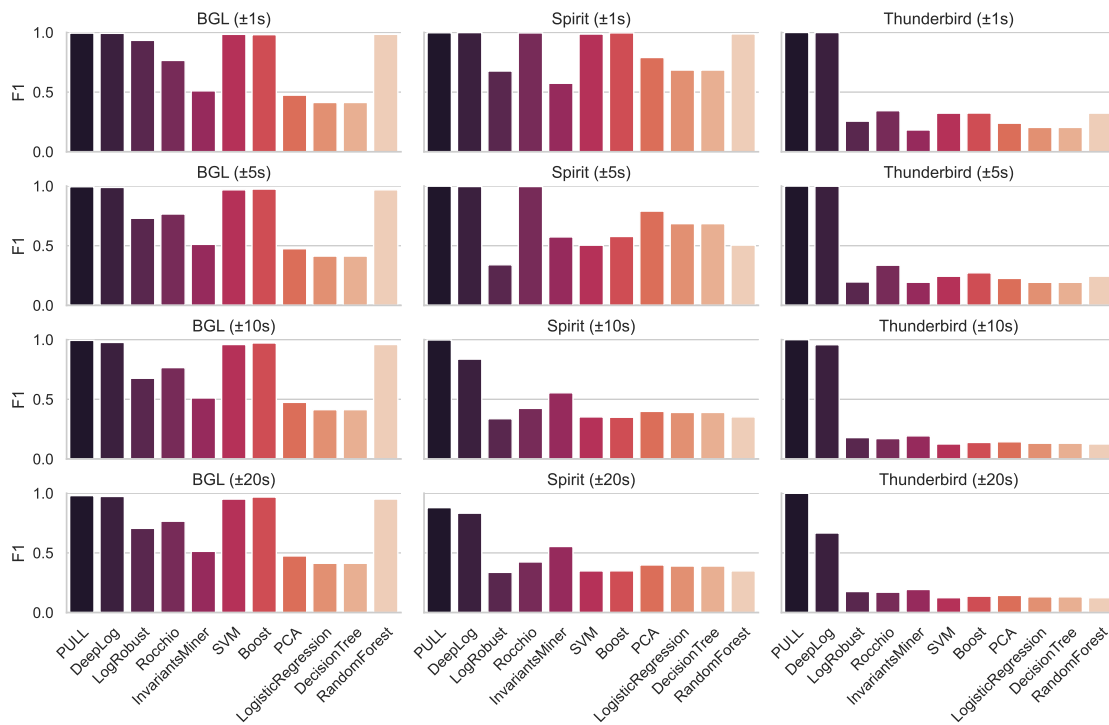 BGL (±1s)
Spirit (±1s)
Thunderbird (±1s)
F1
1.0
0.5
0.0
BGL (±5s)
Spirit (±5s)
Thunderbird (±5s)
F1
1.0
0.5
0.0
BGL (±10s)
Spirit (±10s)
Thunderbird (±10s)
F1
1.0
0.5
0.0
BGL (±20s)
Spirit (±20s)
Thunderbird (±20s)
F1
1.0
0.5
0.0
PULL
DeepLog
LogRobust
Rocchio
InvariantsMiner
SVM
Boost
PCA
LogisticRegression
DecisionTree
RandomForest
PULL
DeepLog
LogRobust
Rocchio
InvariantsMiner
SVM
Boost
PCA
LogisticRegression
DecisionTree
RandomForest
PULL
DeepLog
LogRobust
Rocchio
InvariantsMiner
SVM
Boost
PCA
LogisticRegression
DecisionTree
RandomForest